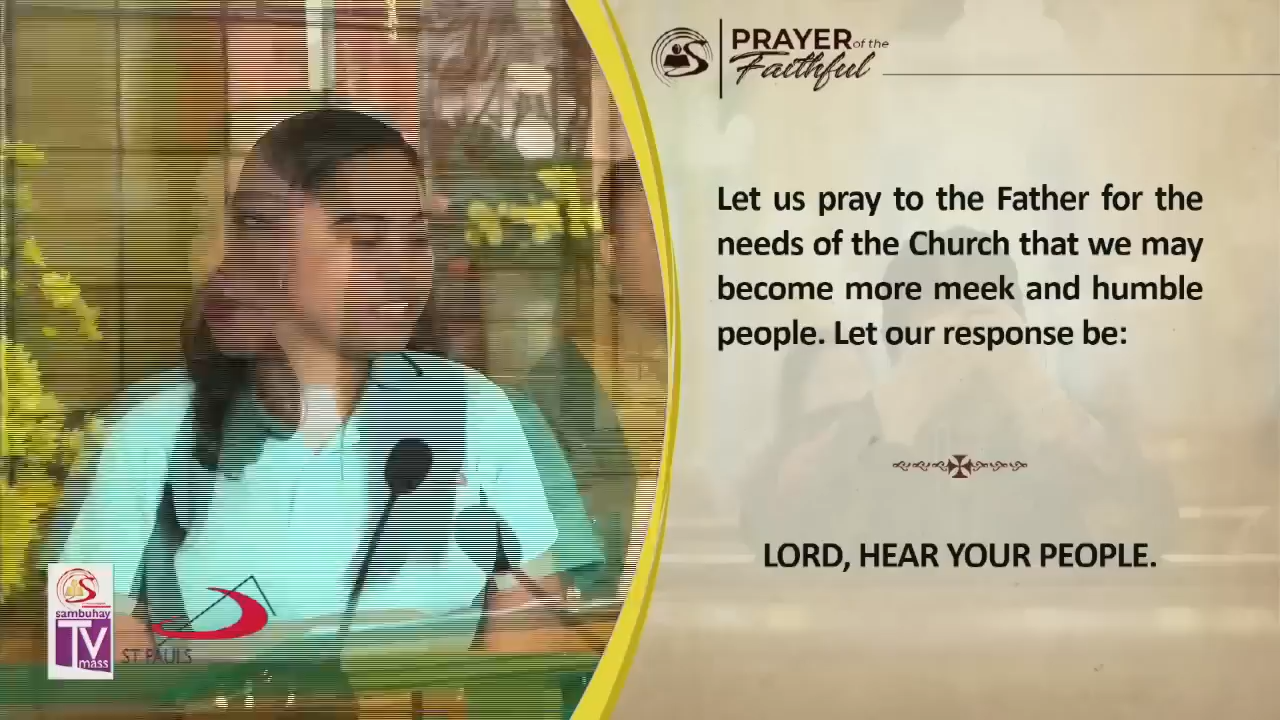 PRAYER of the
Faithful
Let us pray to the Father for the
needs of the Church that we may
become more meek and humble
people. Let our response be:
LORD, HEAR YOUR PEOPLE.
sambuhay
TV
mass
ST PAULS